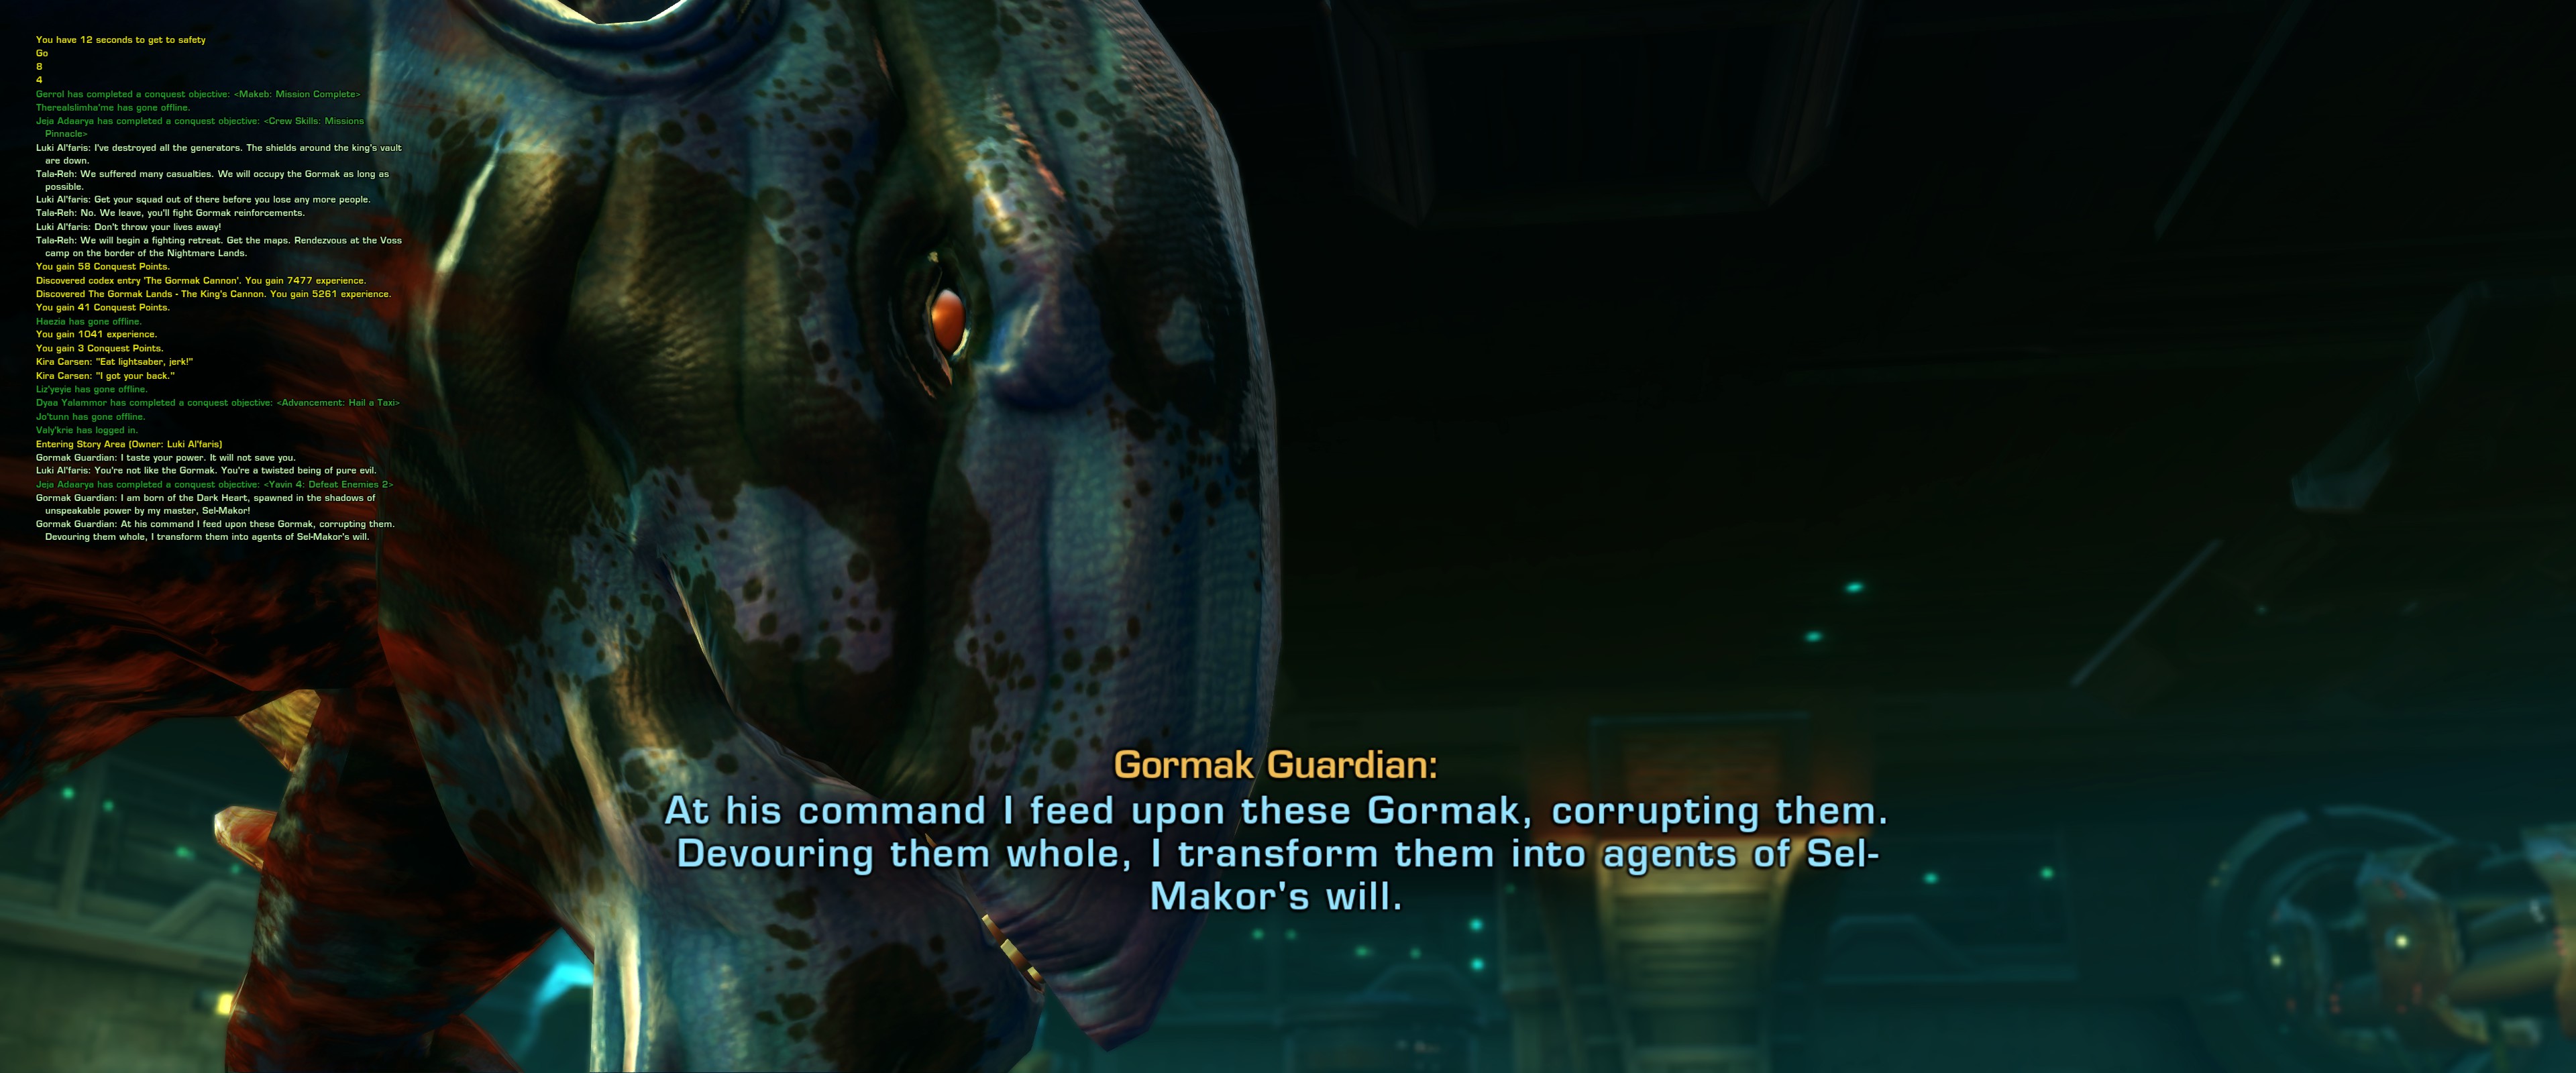 You have 12 seconds to get to safety
Go
8
4
Gerrol has completed a conquest objective: <Makeb: Mission Complete>
Therealslimha'me has gone offline.
Jeja Adaarya has completed a conquest objective: <Crew Skills: Missions
Pinnacle>
Luki Al'faris: I've destroyed all the generators. The shields around the king's vault
are down.
Tala-Reh: We suffered many casualties. We will occupy the Gormak as long as
possible.
Luki Al'faris: Get your squad out of there before you lose any more people.
Tala-Reh: No. We leave, you'll fight Gormak reinforcements.
Luki Al'faris: Don't throw your lives away!
Tala-Reh: We will begin a fighting retreat. Get the maps. Rendezvous at the Voss
camp on the border of the Nightmare Lands.
You gain 58 Conquest Points.
Discovered codex entry 'The Gormak Cannon'. You gain 7477 experience.
Discovered The Gormak Lands - The King's Cannon. You gain 5261 experience.
You gain 41 Conquest Points.
Haezia has gone offline.
You gain 1041 experience.
You gain 3 Conquest Points.
Kira Carsen: "Eat lightsaber, jerk!"
Kira Carsen: "I got your back."
Liz'yeyie has gone offline.
Dyaa Yalammor has completed a conquest objective: <Advancement: Hail a Taxi>
Jo'tunn has gone offline.
Valy'krie has logged in.
Entering Story Area (Owner: Luki Al'faris)
Gormak Guardian: I taste your power. It will not save you.
Luki Al'faris: You're not like the Gormak. You're a twisted being of pure evil.
Jeja Adaarya has completed a conquest objective: <Yavin 4: Defeat Enemies 2>
Gormak Guardian: I am born of the Dark Heart, spawned in the shadows of
unspeakable power by my master, Sel-Makor!
Gormak Guardian: At his command I feed upon these Gormak, corrupting them.
Devouring them whole, I transform them into agents of Sel-Makor's will.
Gormak Guardian:
At his command I feed upon these Gormak, corrupting them.
Devouring them whole, I transform them into agents of Sel-
Makor's will.